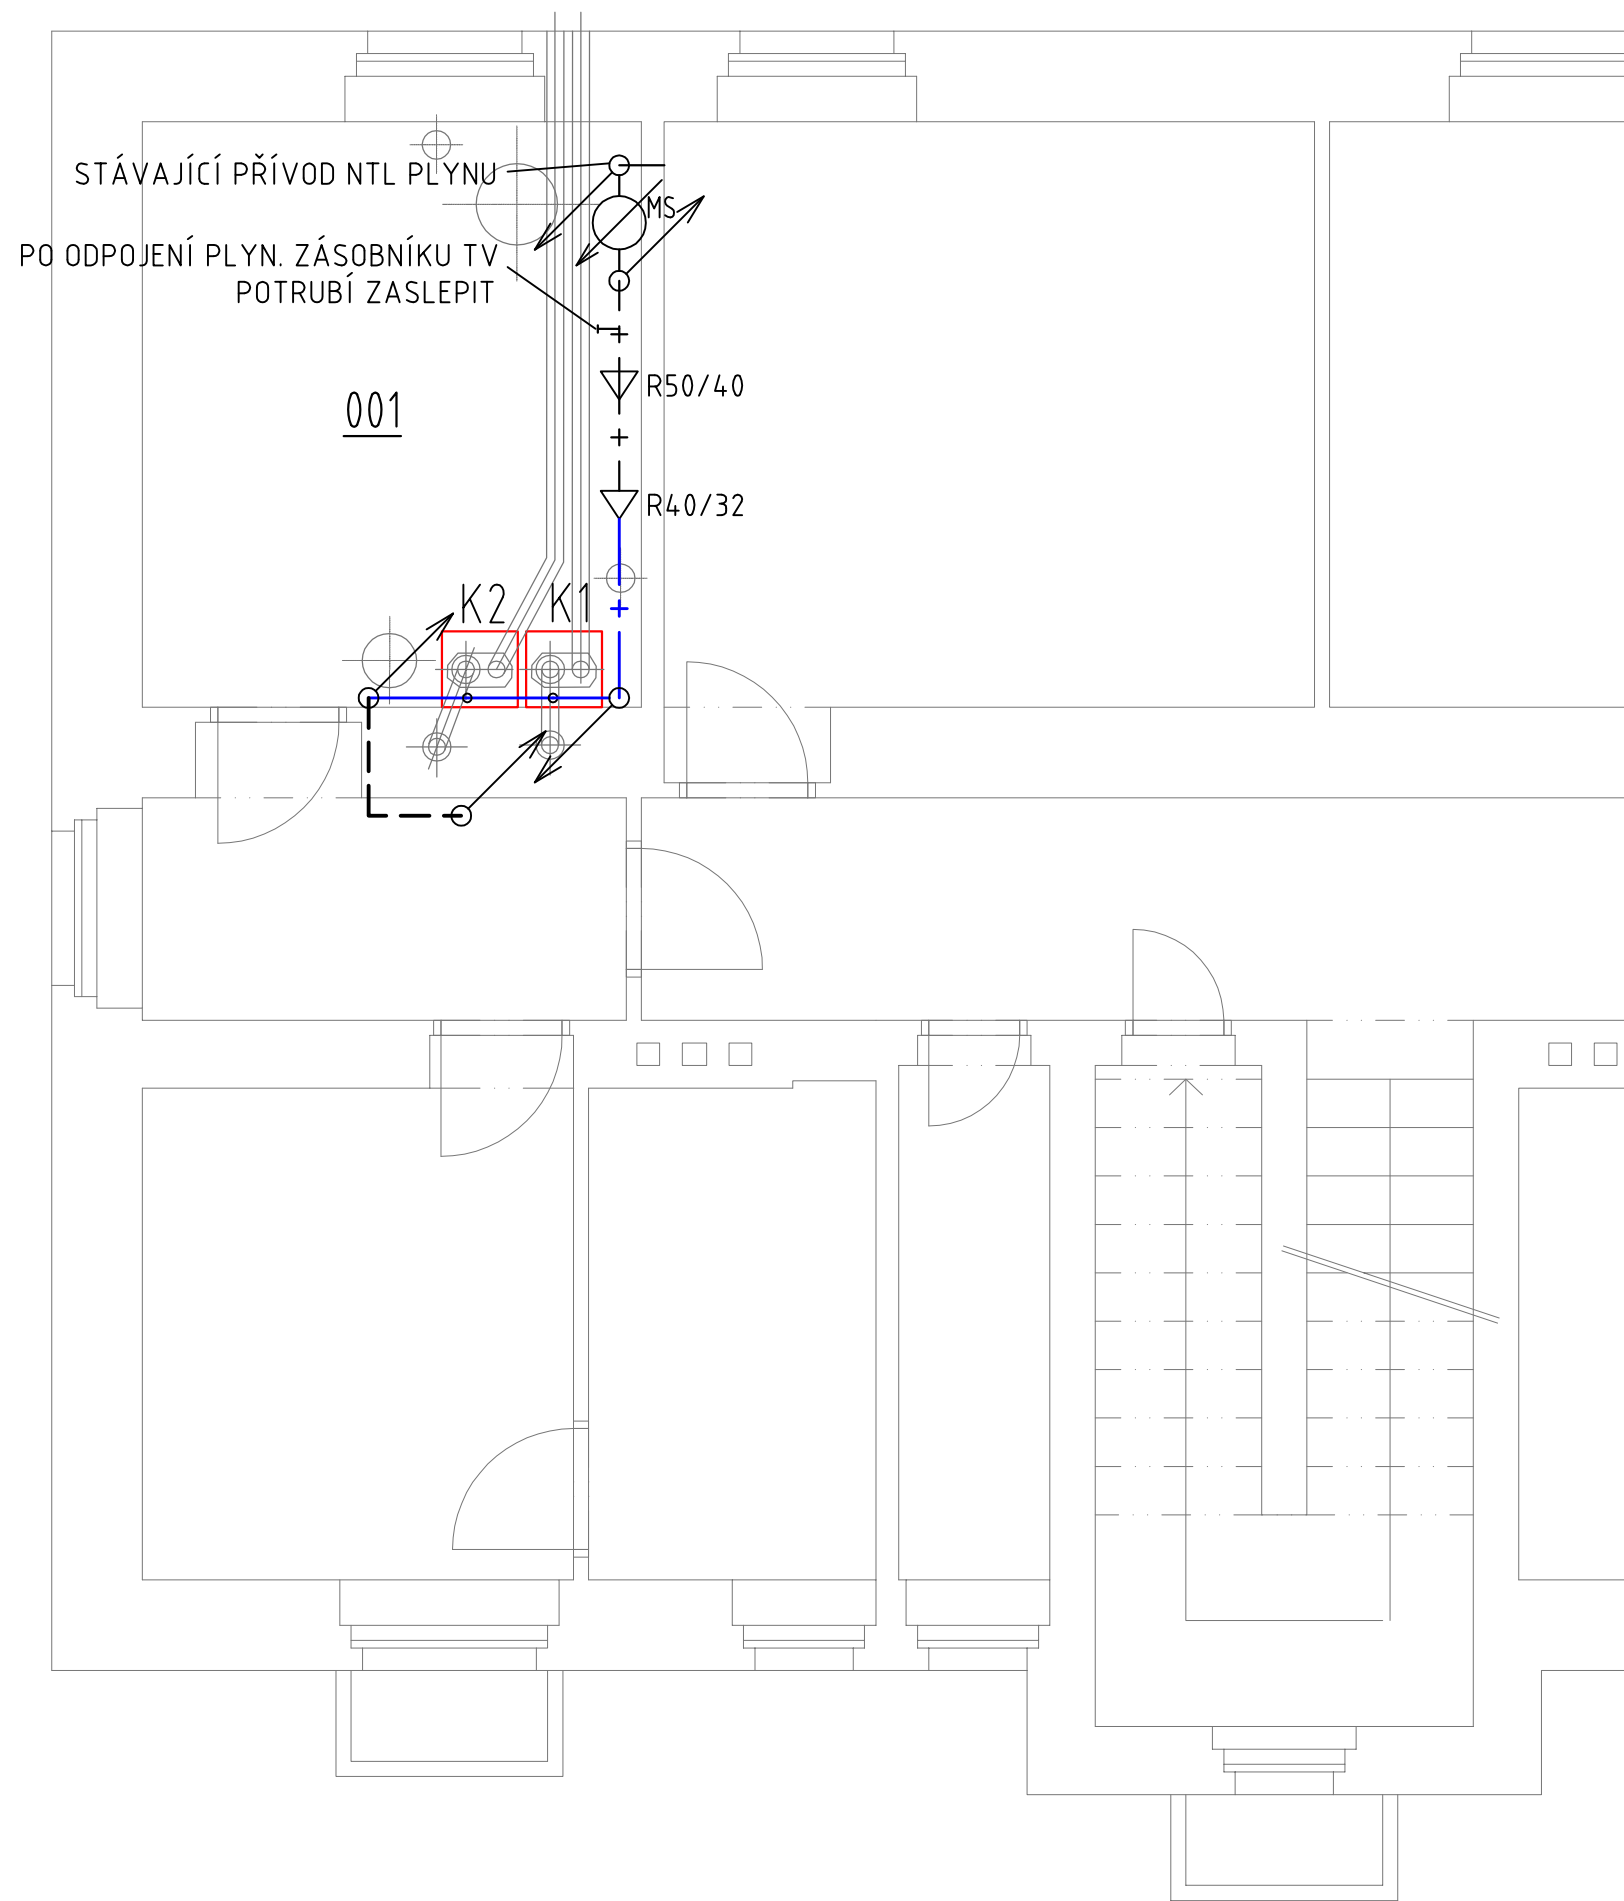 STÁVAJÍCÍ PŘÍVOD NTL PLYNU
MS
PO ODPOJENÍ PLYN. ZÁSOBNÍKU TV
POTRUBÍ ZASLEPIT
R50/40
001
R40/32
K2
K1